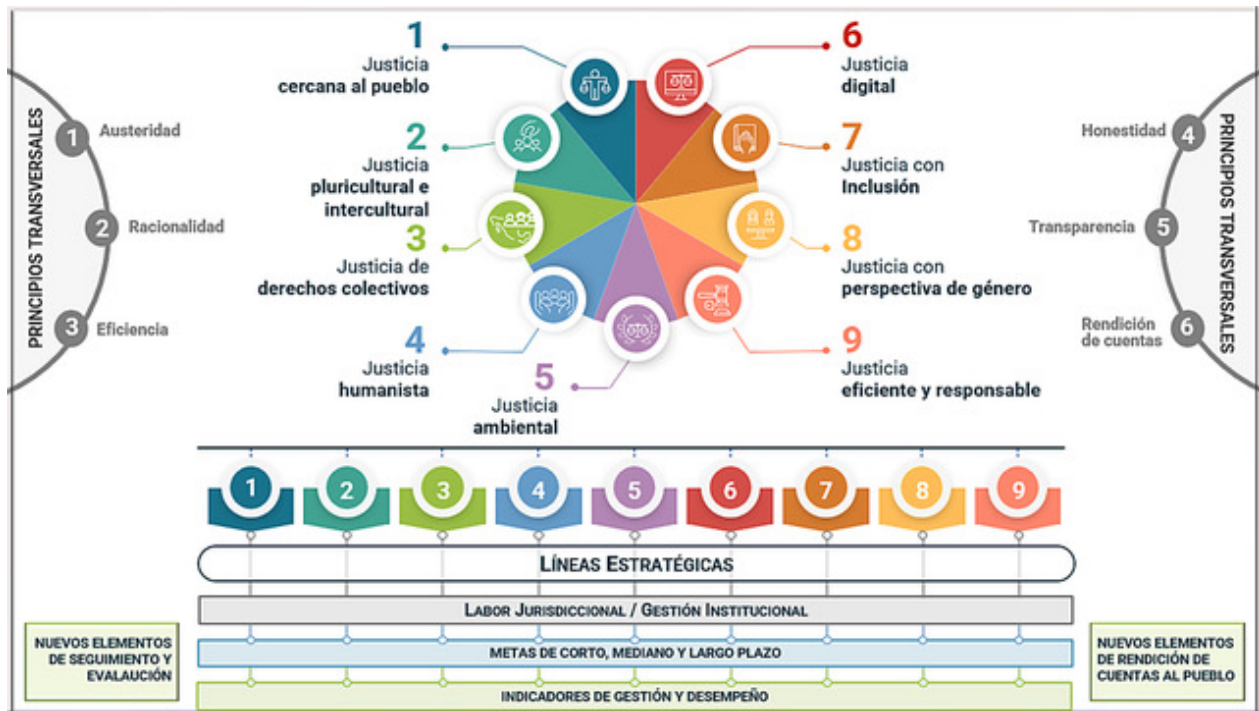 PRINCIPIOS TRANSVERSALES
1
Austeridad
2
Racionalidad
3
Eficiencia
1
Justicia
cercana al pueblo
2
Justicia
pluricultural e
intercultural
3
Justicia de
derechos colectivos
4
Justicia
humanista
5
Justicia
ambiental
6
Justicia
digital
7
Justicia con
Inclusión
8
Justicia con
perspectiva de género
9
Justicia
eficiente y responsable
PRINCIPIOS TRANSVERSALES
Honestidad
4
Transparencia
5
Rendición
de cuentas
6
1 2 3 4 5 6 7 8 9
LÍNEAS ESTRATÉGICAS
LABOR JURISDICCIONAL / GESTIÓN INSTITUCIONAL
METAS DE CORTO, MEDIANO Y LARGO PLAZO
INDICADORES DE GESTIÓN Y DESEMPEÑO
NUEVOS ELEMENTOS
DE SEGUIMIENTO Y
EVALAUCIÓN
NUEVOS ELEMENTOS
DE RENDICIÓN DE
CUENTAS AL PUEBLO